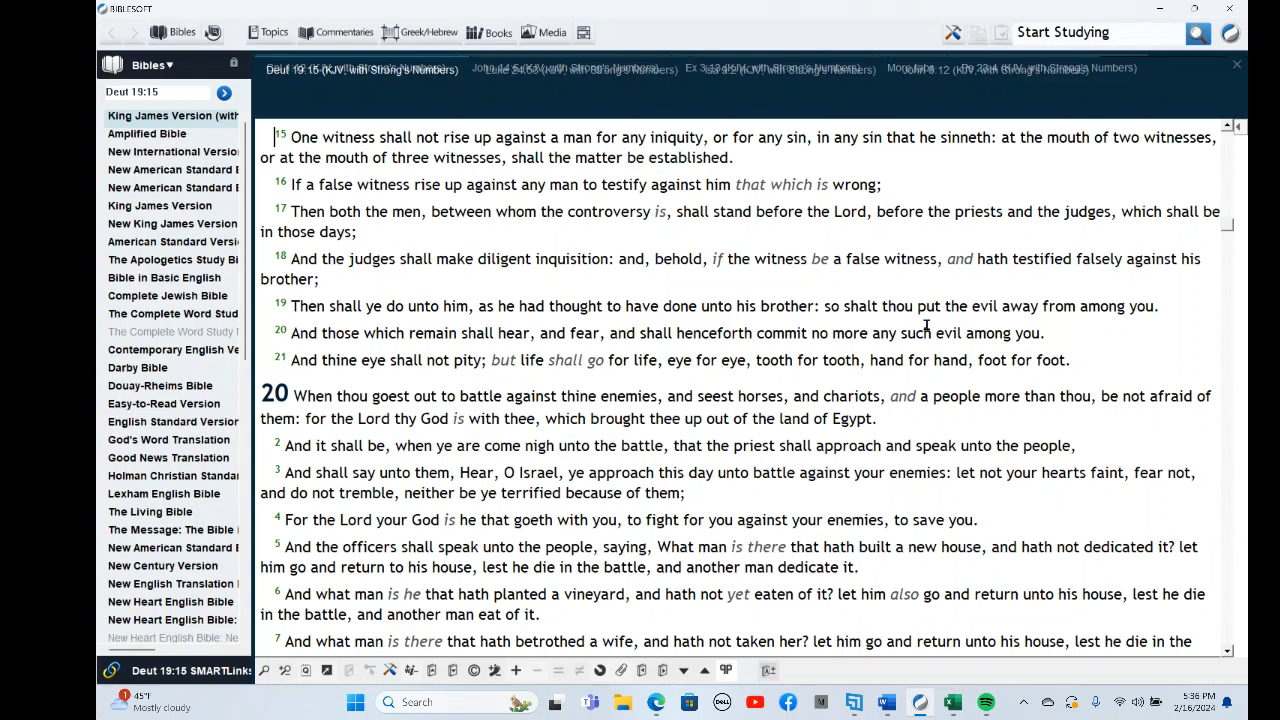 BIBLESOFT
Bibles Topics Commentaries Greek/Hebrew Books Media Start Studying
Bibles▾
Deut 19:15 (KJV, with Strong's Numbers)
Deut 19:15
King James Version (with
Amplified Bible
New International Versio
New American Standard E
New American Standard B
King James Version
New King James Version
American Standard Versi
The Apologetics Study Bi
Bible in Basic English
Complete Jewish Bible
The Complete Word Stud
The Complete Word Study
Contemporary English Ve
Darby Bible
Douay-Rheims Bible
Easy-to-Read Version
English Standard Version
God's Word Translation
Good News Translation
Holman Christian Standar
Lexham English Bible
The Living Bible
The Message: The Bible
New American Standard E
New Century Version
New English Translation
New Heart English Bible
New Heart English Bible:
New Heart English Bible: Ne
Deut 19:15 SMARTLinks
15 One witness shall not rise up against a man for any iniquity, or for any sin, in any sin that he sinneth: at the mouth of two witnesses,
or at the mouth of three witnesses, shall the matter be established.
16 If a false witness rise up against any man to testify against him that which is wrong;
17 Then both the men, between whom the controversy is, shall stand before the Lord, before the priests and the judges, which shall be
in those days;
18 And the judges shall make diligent inquisition: and, behold, if the witness be a false witness, and hath testified falsely against his
brother;
19 Then shall ye do unto him, as he had thought to have done unto his brother: so shalt thou put the evil away from among you.
20 And those which remain shall hear, and fear, and shall henceforth commit no more any such evil among you.
21 And thine eye shall not pity; but life shall go for life, eye for eye, tooth for tooth, hand for hand, foot for foot.
20 When thou goest out to battle against thine enemies, and seest horses, and chariots, and a people more than thou, be not afraid of
them: for the Lord thy God is with thee, which brought thee up out of the land of Egypt.
2 And it shall be, when ye are come nigh unto the battle, that the priest shall approach and speak unto the people,
3 And shall say unto them, Hear, O Israel, ye approach this day unto battle against your enemies: let not your hearts faint, fear not,
and do not tremble, neither be ye terrified because of them;
4 For the Lord your God is he that goeth with you, to fight for you against your enemies, to save you.
5 And the officers shall speak unto the people, saying, What man is there that hath built a new house, and hath not dedicated it? let
him go and return to his house, lest he die in the battle, and another man dedicate it.
6 And what man is he that hath planted a vineyard, and hath not yet eaten of it? let him also go and return unto his house, lest he die
in the battle, and another man eat of it.
7 And what man is there that hath betrothed a wife, and hath not taken her? let him go and return unto his house, lest he die in the
1 45°F
Mostly cloudy
Search
5:36 PM
2/16/2024